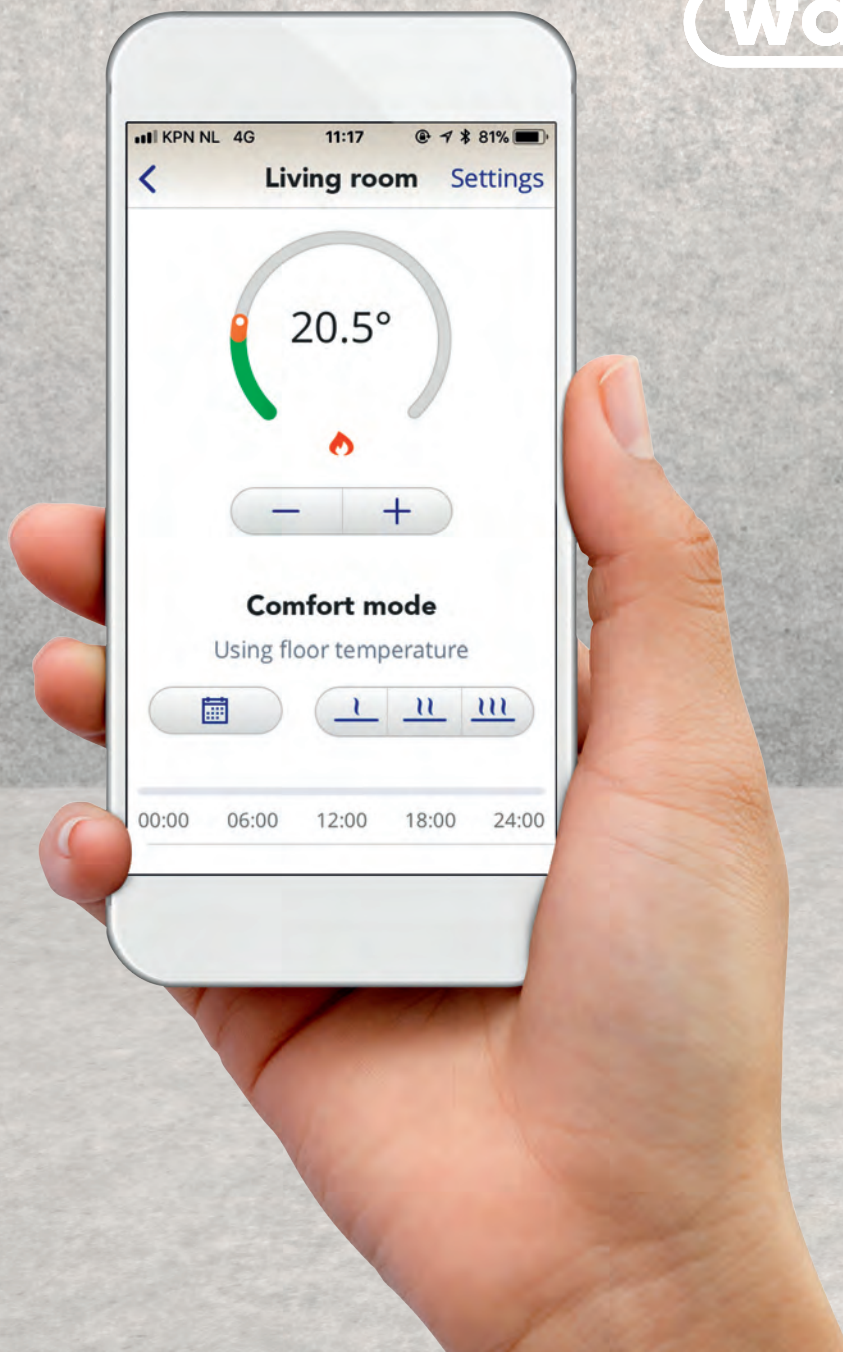 KPN NL 4G 11:17 81%
Living room Settings
20.5°
Comfort mode
Using floor temperature
00:00 06:00 12:00 18:00 24:00